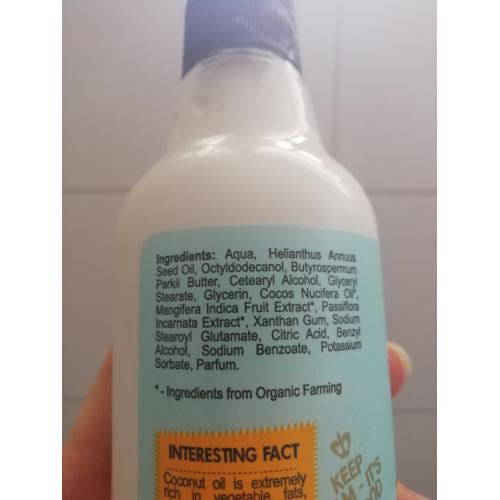 Ingredients: Aqua, Helianthus Annuus
Seed Oil, Octyldodecanol, Butyrospermum
Parkii Butter, Cetearyl Alcohol, Glyceryl
Stearate, Glycerin, Cocos Nucifera Oil*,
Mangifera Indica Fruit Extract*, Passiflora
Incarnata Extract*, Xanthan Gum, Sodium
Stearoyl Glutamate, Citric Acid, Benzyl
Alcohol, Sodium Benzoate, Potassium
Sorbate, Parfum.
* - Ingredients from Organic Farming
INTERESTING FACT
Coconut oil is extremely
rich in vegetable fats,
KEEP
- IT'S